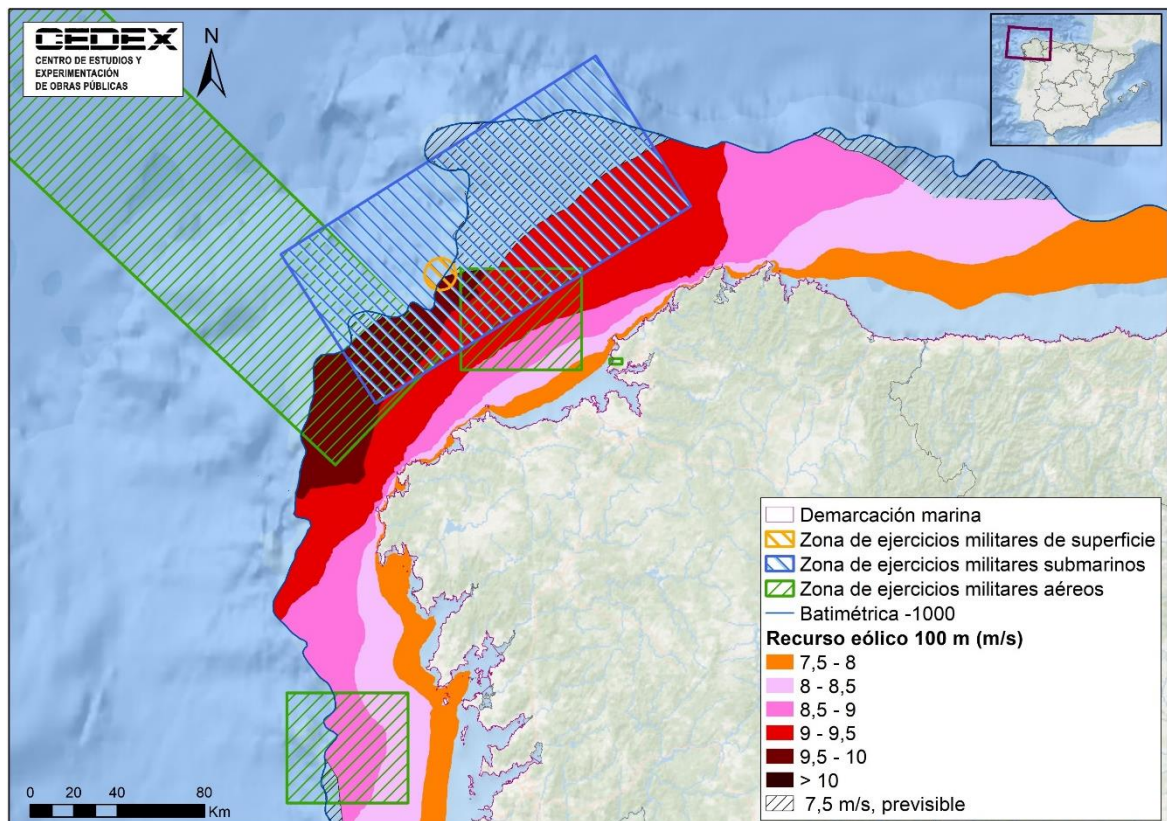 CEDEX
CENTRO DE ESTUDIOS Y
EXPERIMENTACIÓN
DE OBRAS PÚBLICAS
N
Demarcación marina
Zona de ejercicios militares de superficie
Zona de ejercicios militares submarinos
Zona de ejercicios militares aéreos
Batimétrica -1000
Recurso eólico 100 m (m/s)
7,5 - 8
8 - 8,5
8,5 - 9
9 - 9,5
9,5 - 10
> 10
7,5 m/s, previsible
0 20 40 80
Km